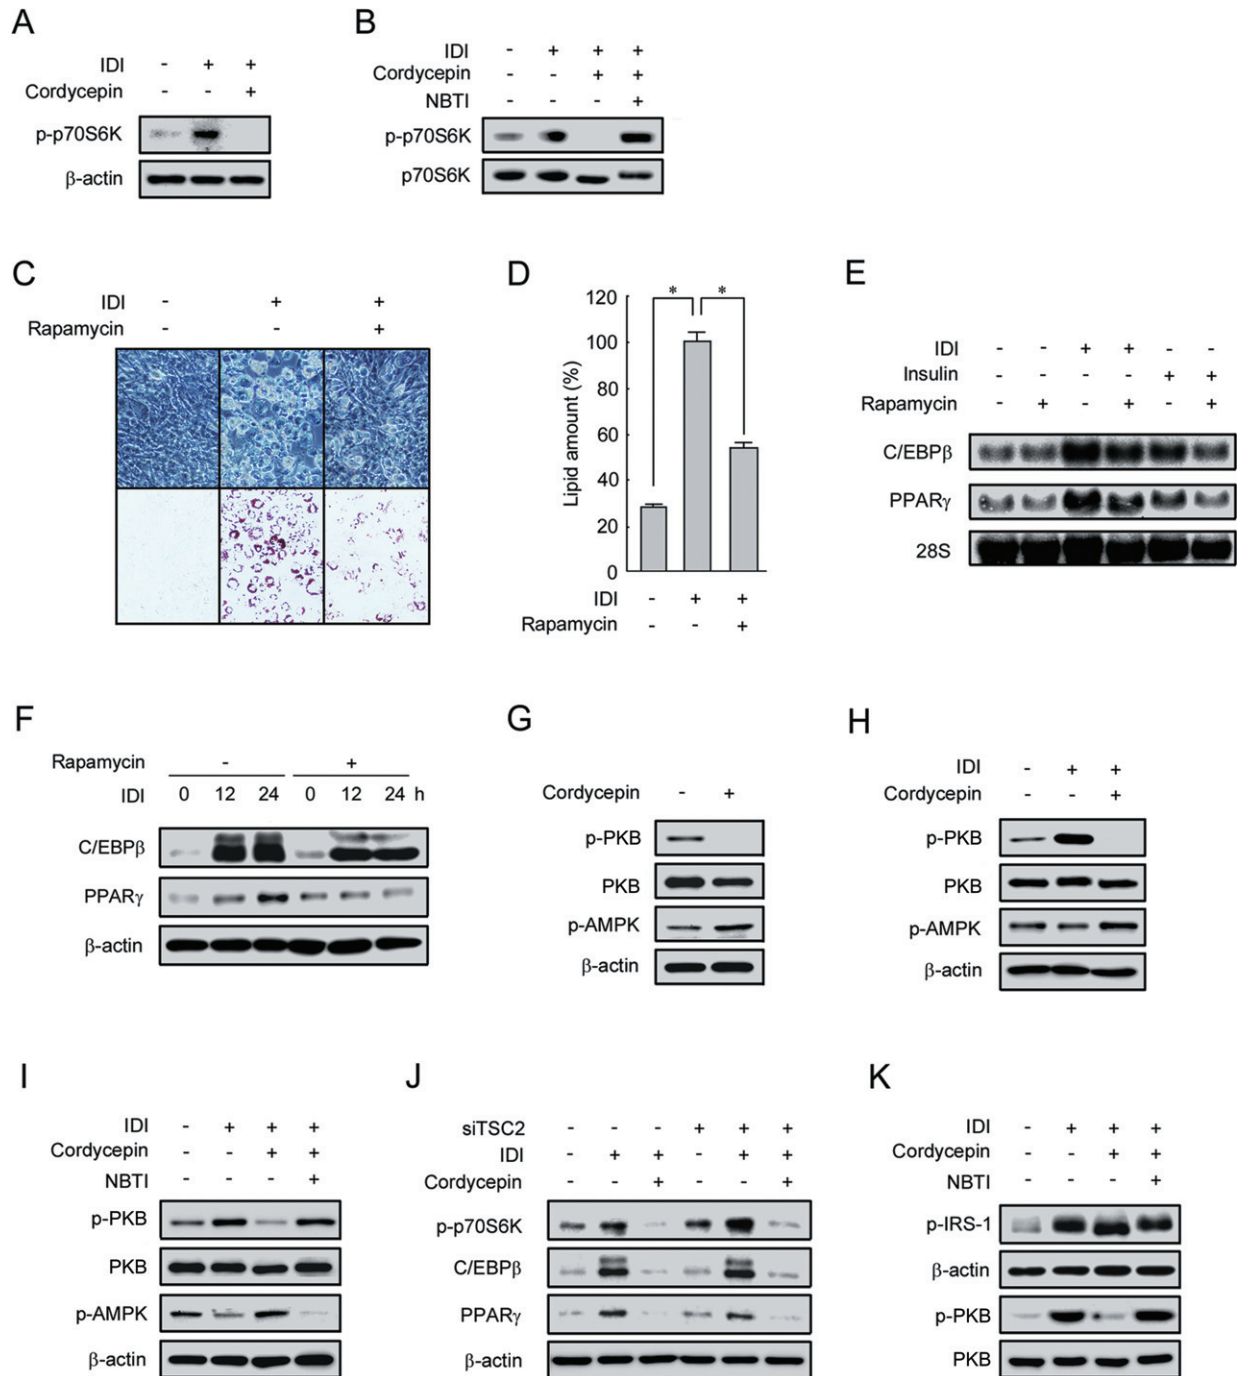 A
IDI - + +
Cordycepin - - +
p-p70S6K
β-actin
B
IDI - + + +
Cordycepin - - + +
NBTI - - - +
p-p70S6K
p70S6K
C
IDI - + +
Rapamycin - - +
D
Lipid amount (%)
120
100
80
60
40
20
0
* *
IDI - + +
Rapamycin - - +
E
IDI - - + + - -
Insulin - - - - + +
Rapamycin - + - + - +
C/EBPβ
PPARγ
28S
F
Rapamycin - +
IDI 0 12 24 0 12 24 h
C/EBPβ
PPARγ
β-actin
G
Cordycepin - +
p-PKB
PKB
p-AMPK
β-actin
H
IDI - + +
Cordycepin - - +
p-PKB
PKB
p-AMPK
β-actin
I
IDI - + + +
Cordycepin - - + +
NBTI - - - +
p-PKB
PKB
p-AMPK
β-actin
J
siTSC2 - - - + + +
IDI - + + - + +
Cordycepin - - + - - +
p-p70S6K
C/EBPβ
PPARγ
β-actin
K
IDI - + + +
Cordycepin - - + +
NBTI - - - +
p-IRS-1
β-actin
p-PKB
PKB